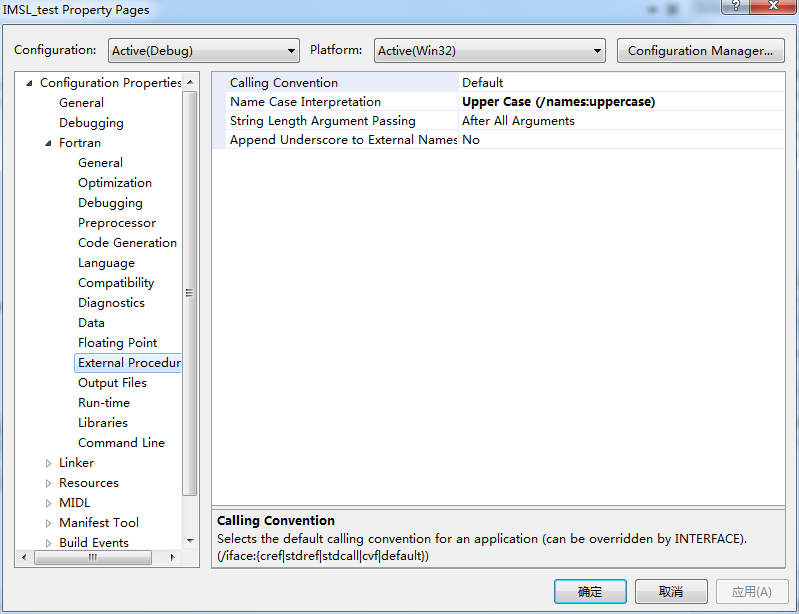 IMSL_test Property Pages
Configuration: Active(Debug) Platform: Active(Win32) Configuration Manager...
Configuration Properties
General
Debugging
Fortran
General
Optimization
Debugging
Preprocessor
Code Generation
Language
Compatibility
Diagnostics
Data
Floating Point
External Procedur
Output Files
Run-time
Libraries
Command Line
Linker
Resources
MIDL
Manifest Tool
Build Events
Calling Convention Default
Name Case Interpretation Upper Case (/names:uppercase)
String Length Argument Passing After All Arguments
Append Underscore to External Names No
Calling Convention
Selects the default calling convention for an application (can be overridden by INTERFACE).
(/iface:{cref|stdref|stdcall|cvf|default})
确定 取消 应用(A)